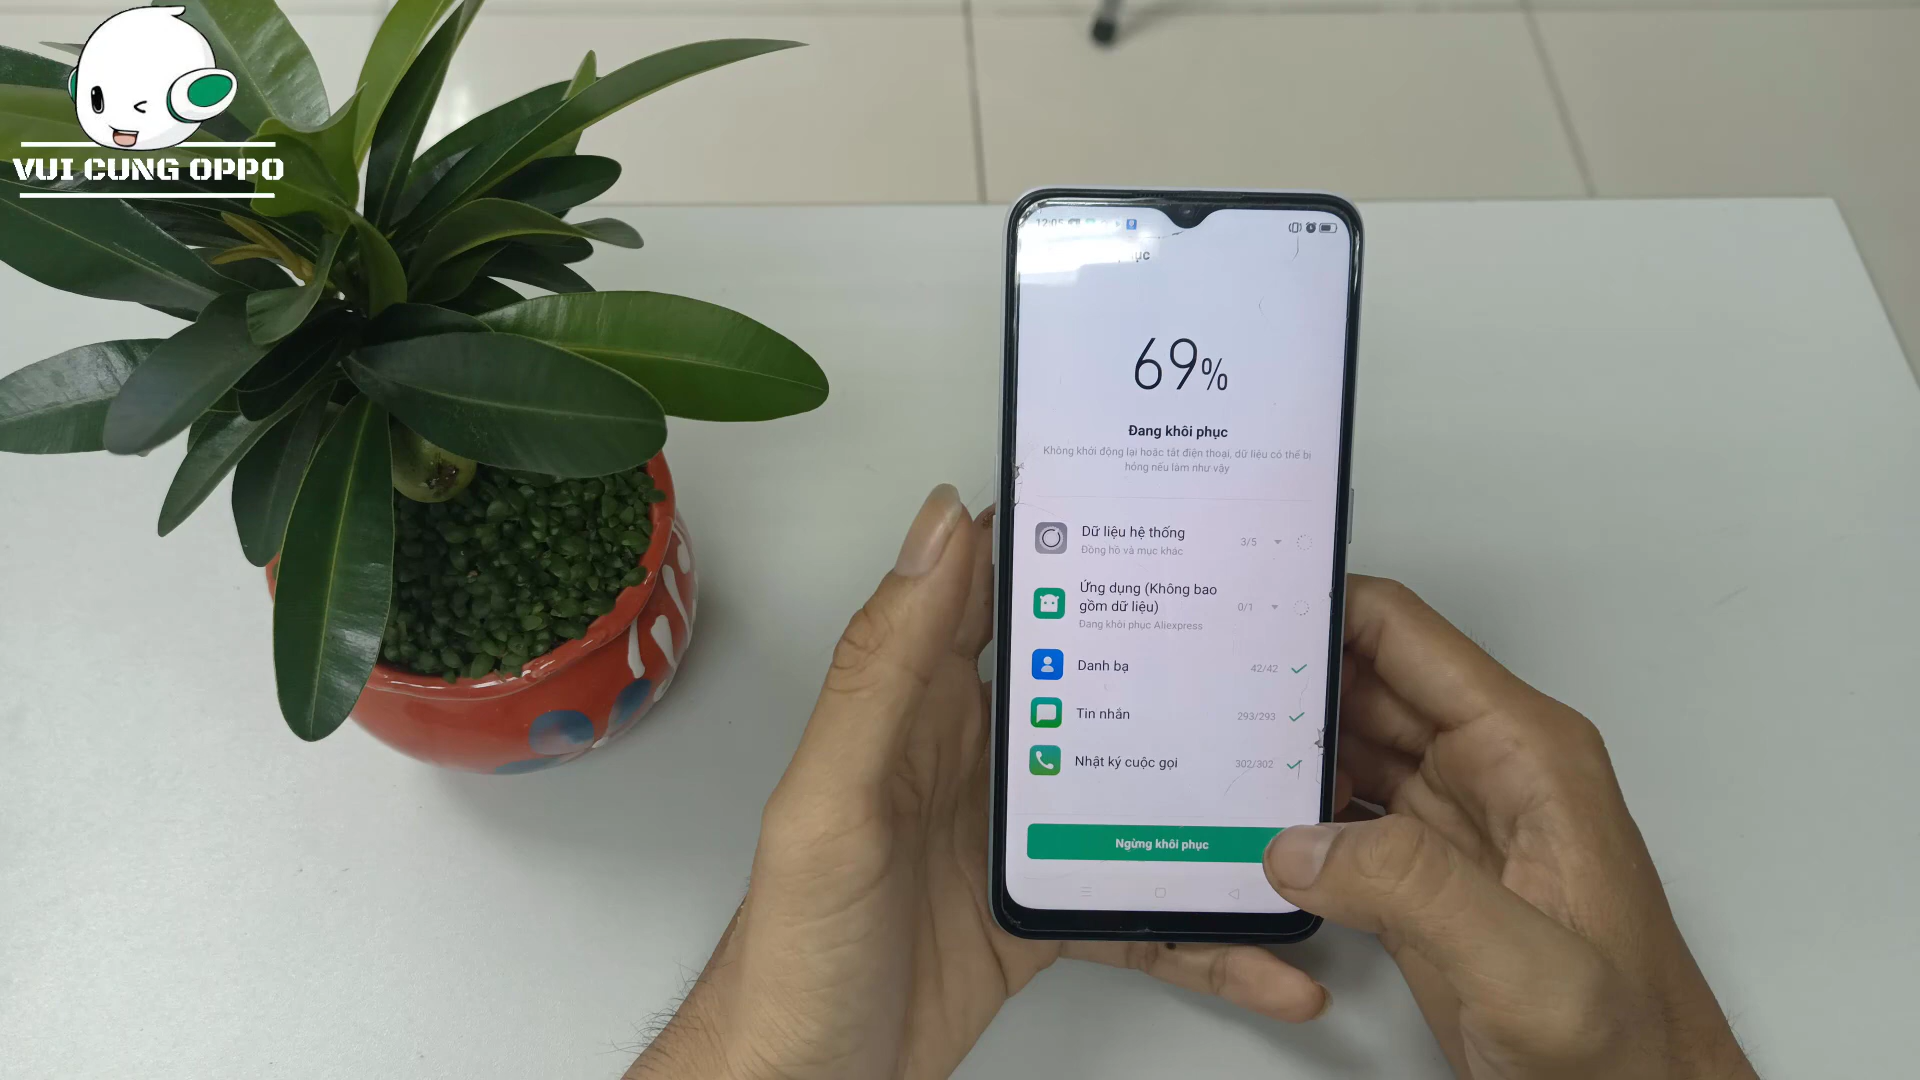 VUI CUNG OPPO
12:05
69%
Đang khôi phục
Không khởi động lại hoặc tắt điện thoại, dữ liệu có thể bị
hỏng nếu làm như vậy
Dữ liệu hệ thống
Đồng hồ và mục khác
3/5
Ứng dụng (Không bao
gồm dữ liệu)
Đang khôi phục Aliexpress
0/1
Danh bạ
42/42
Tin nhắn
293/293
Nhật ký cuộc gọi
302/302
Ngừng khôi phục